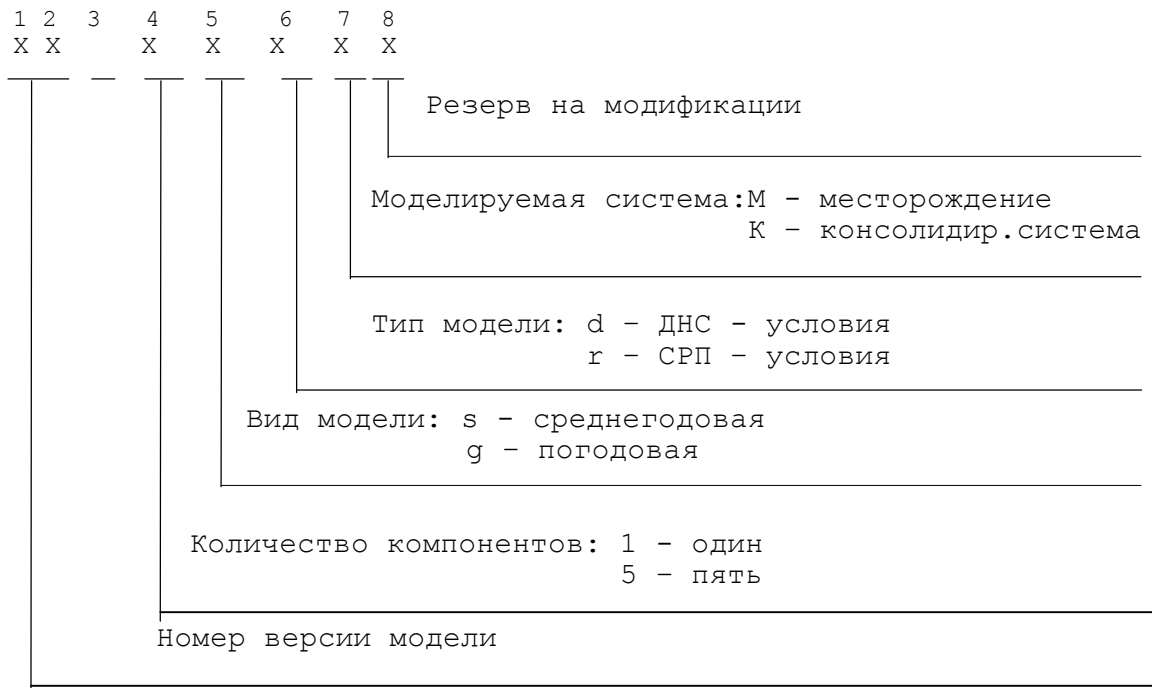 1 2 3 4 5 6 7 8
X X X X X X X
Резерв на модификации
Моделируемая система:М - месторождение
К – консолидир.система
Тип модели: d – ДНС - условия
r – СРП – условия
Вид модели: s - среднегодовая
g – погодовая
Количество компонентов: 1 - один
5 – пять
Номер версии модели